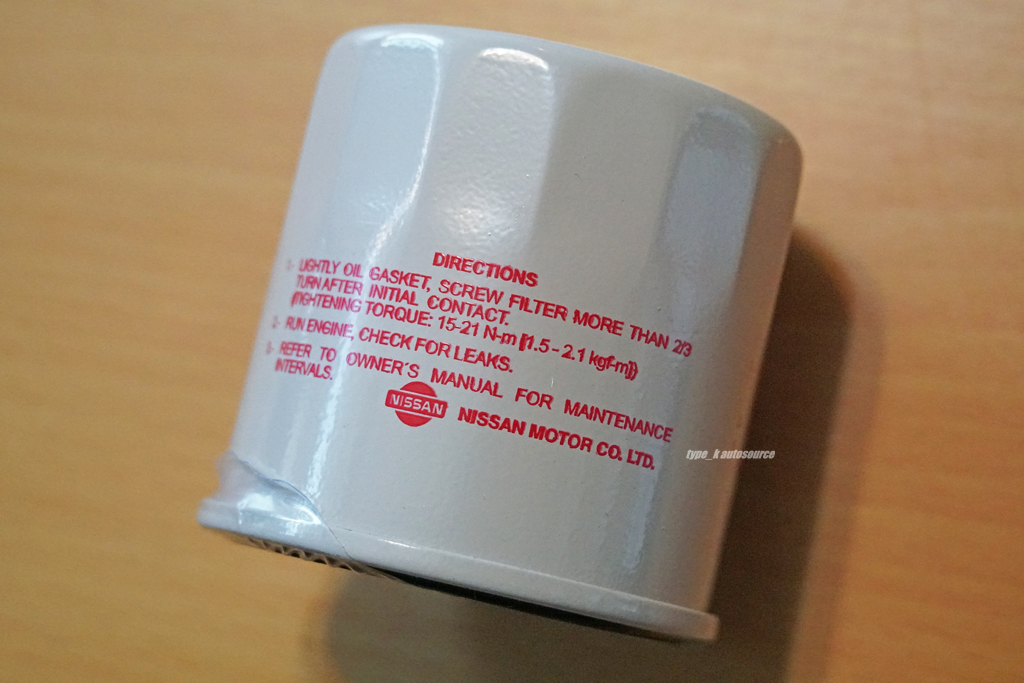 DIRECTIONS
1- LIGHTLY OIL GASKET, SCREW FILTER MORE THAN 2/3
TURN AFTER INITIAL CONTACT.
(TIGHTENING TORQUE: 15-21 N-m [1.5 - 2.1 kgf-m])
2- RUN ENGINE, CHECK FOR LEAKS.
3- REFER TO OWNER'S MANUAL FOR MAINTENANCE
INTERVALS.
NISSAN
NISSAN MOTOR CO. LTD.
type_k autosource